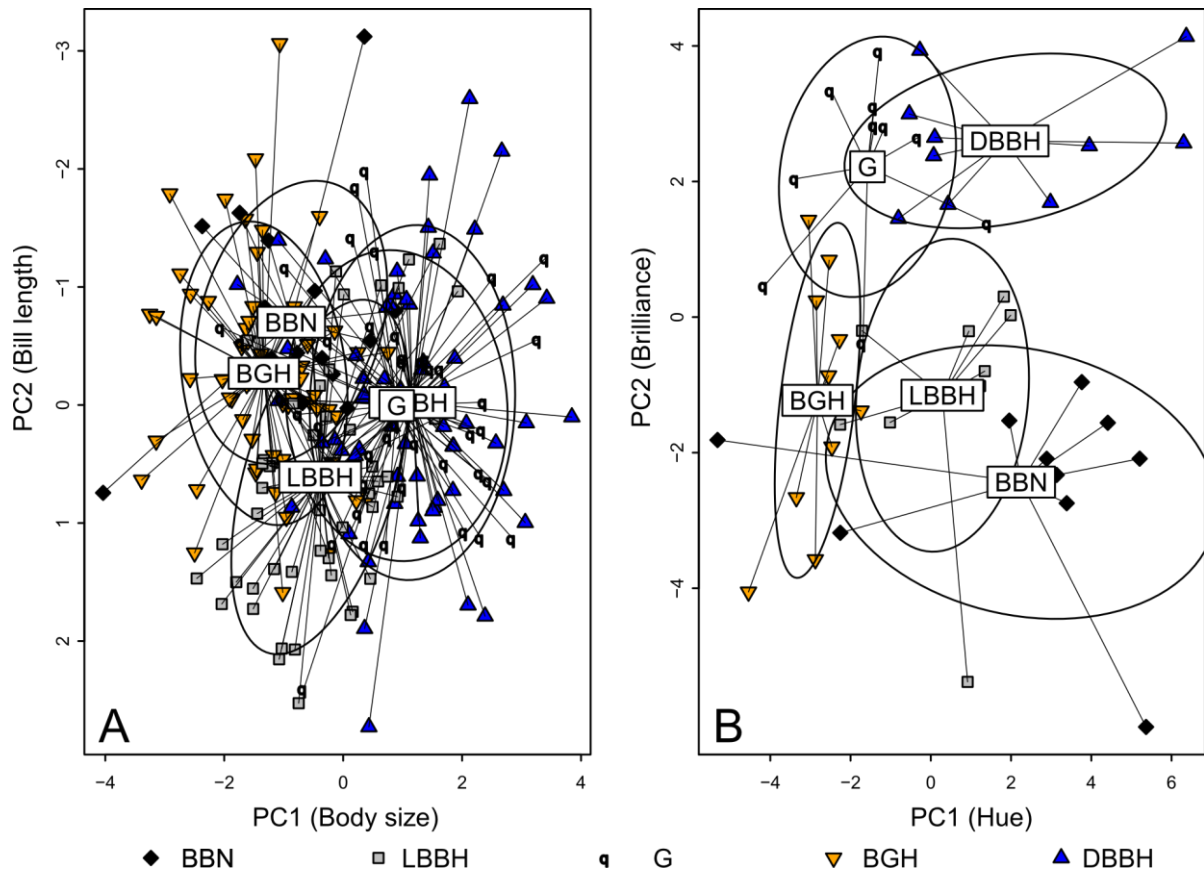 -3
-2
-1
0
1
2
PC2 (Bill length)
BBN
BGH
G
BH
LBBH
A
−4
−2
0
2
4
PC1 (Body size)
4
2
0
−2
−4
PC2 (Brilliance)
G
DBBH
BGH
LBBH
BBN
B
−4
−2
0
2
4
6
PC1 (Hue)
BBN
LBBH
q G
BGH
DBBH